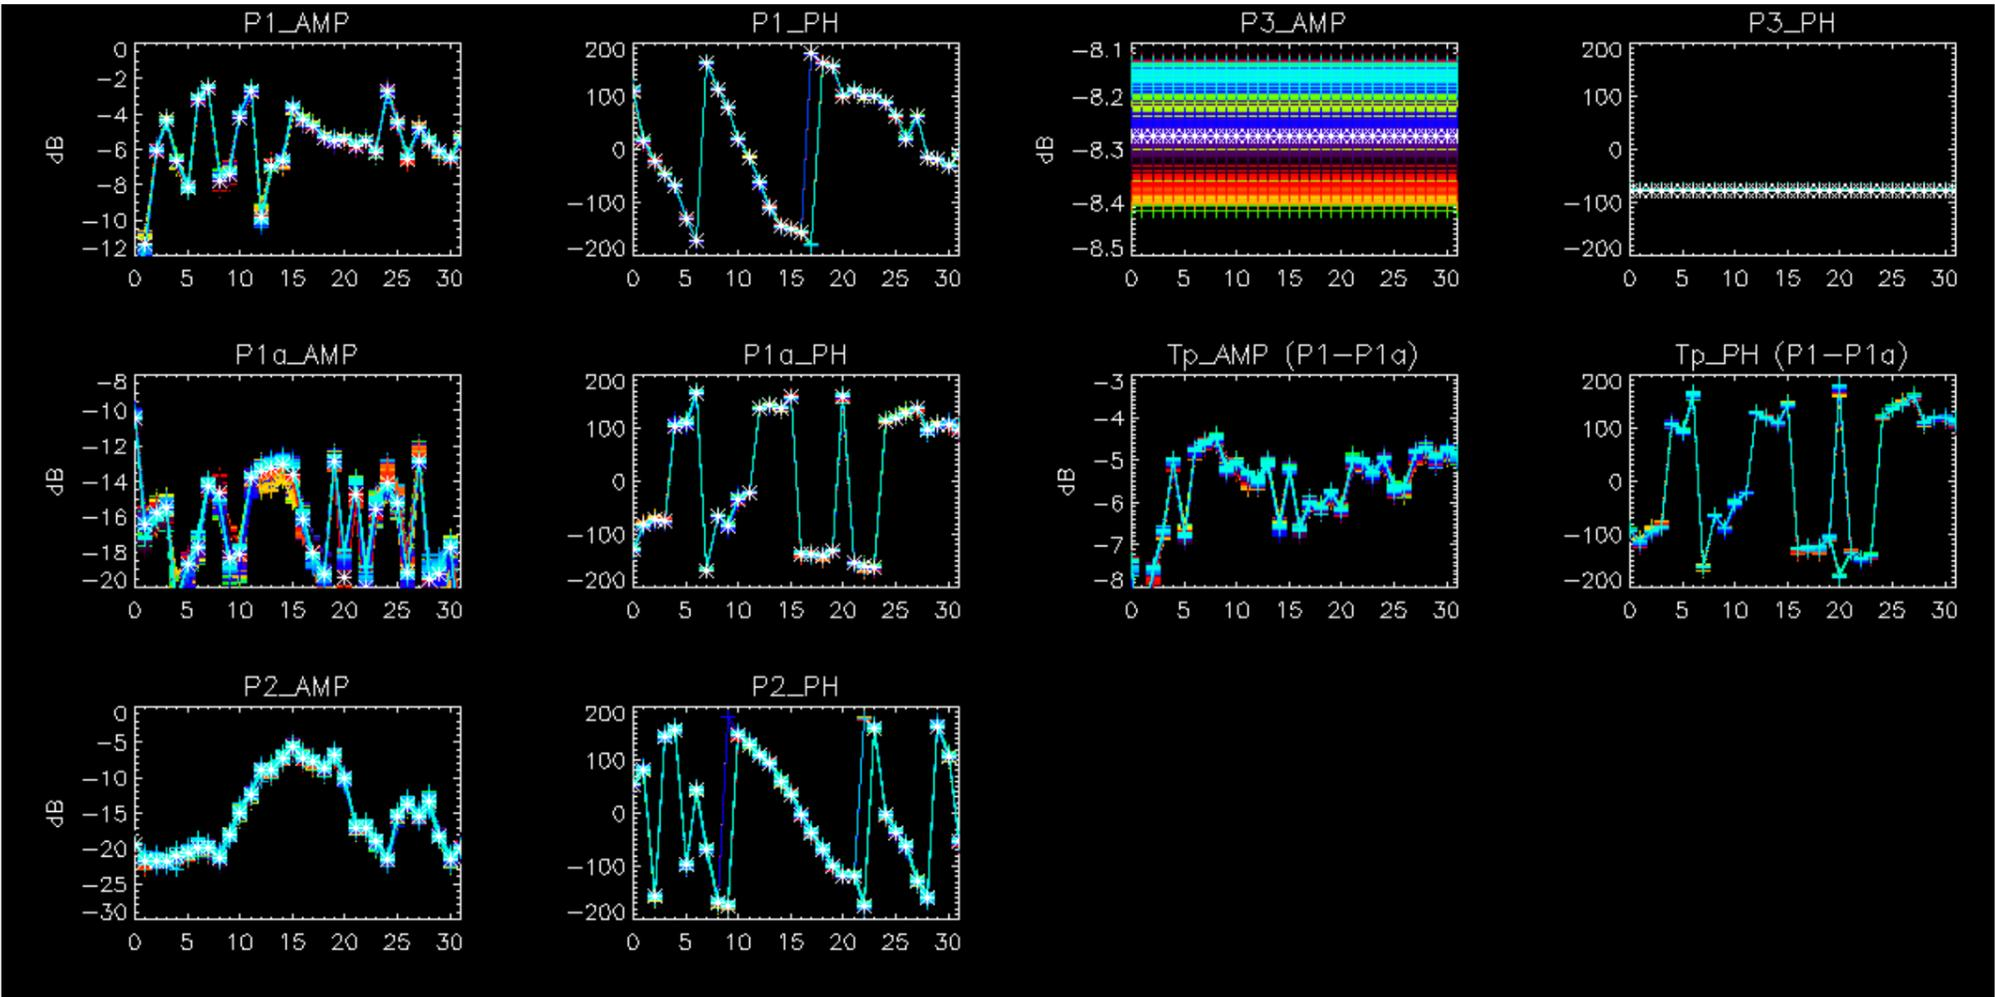 P1_AMP P1_PH P3_AMP P3_PH
0 200 -8.1 200
-2
-4 100 -8.2 100
dB -6 0 dB -8.3 0
-8
-10 -100 -8.4 -100
-12 -200 -8.5 -200
0 5 10 15 20 25 30 0 5 10 15 20 25 30 0 5 10 15 20 25 30 0 5 10 15 20 25 30
P1a_AMP P1a_PH Tp_AMP (P1-P1a) Tp_PH (P1-P1a)
-8 200 -3 200
-10 100 -4 100
-12
dB -14 0 dB -5 0
-16 -6
-18 -100 -7 -100
-20 -200 -8 -200
0 5 10 15 20 25 30 0 5 10 15 20 25 30 0 5 10 15 20 25 30 0 5 10 15 20 25 30
P2_AMP P2_PH
0 200
-5 100
-10
dB -15 0
-20 -100
-25
-30 -200
0 5 10 15 20 25 30 0 5 10 15 20 25 30